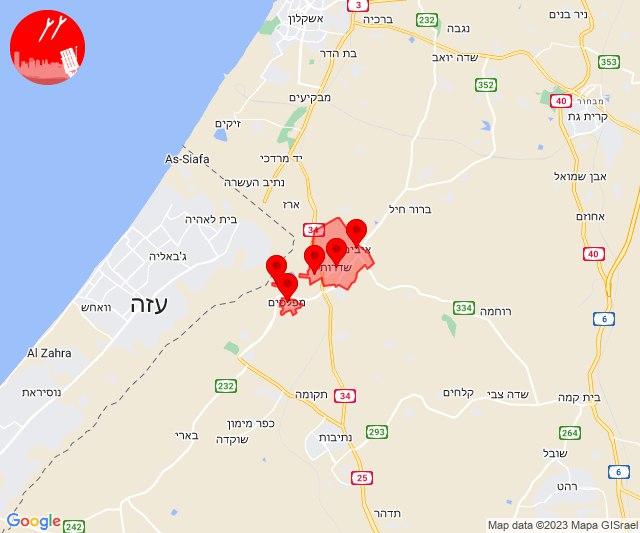 3
אשקלון
ברכיה
232
נגבה
ניר בנים
353
בת הדר
שדה יואב
352
40
מבחור
קרית גת
מבקיעים
זיקים
As-Siafa
יד מרדכי
נתיב העשרה
אבן שמואל
ארז
ברור חיל
אחוזם
בית לאהיה
34
ג'באליה
40
שדרות
עזה
מפלסים
וואחש
334
רוחמה
6
Al Zahra
נוסיראת
232
תקומה
34
קלחים
שדה צבי
בית קמה
כפר מימון
שוקדה
בארי
נתיבות
293
264
שובל
25
6
רהט
תדהר
242
Google
Map data ©2023 Mapa GISrael